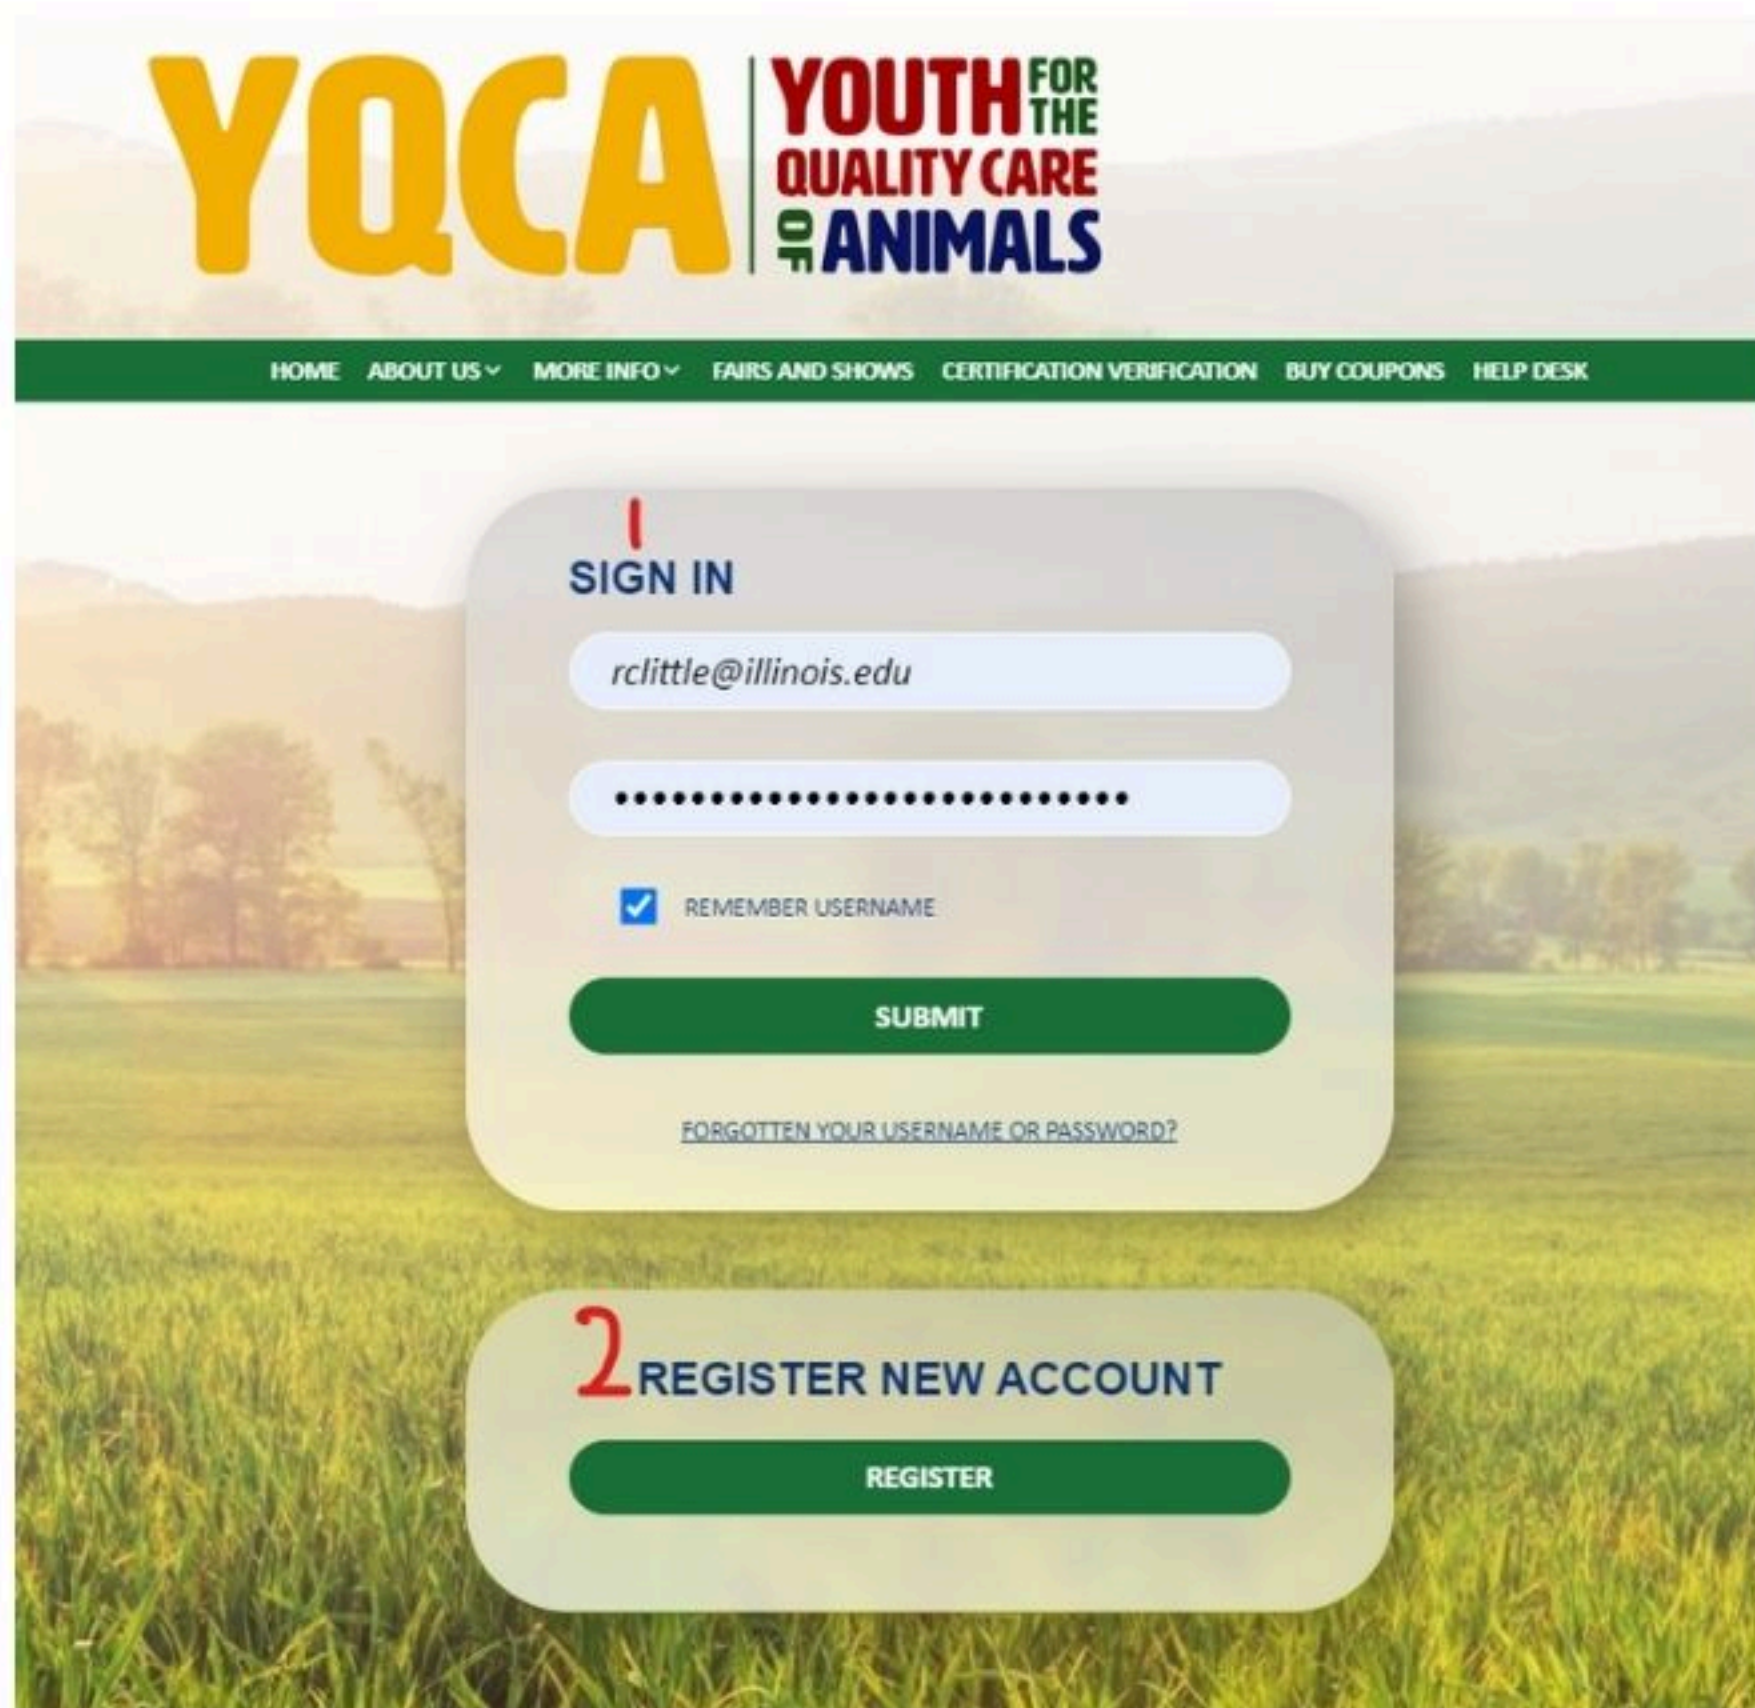 YQCA
YOUTH FOR THE
QUALITY CARE
OF ANIMALS
HOME ABOUT US MORE INFO FAIRS AND SHOWS CERTIFICATION VERIFICATION BUY COUPONS HELP DESK
1
SIGN IN
rclittle@illinois.edu
•••••••••••••••••••••••••••
REMEMBER USERNAME
SUBMIT
FORGOTTEN YOUR USERNAME OR PASSWORD?
2 REGISTER NEW ACCOUNT
REGISTER